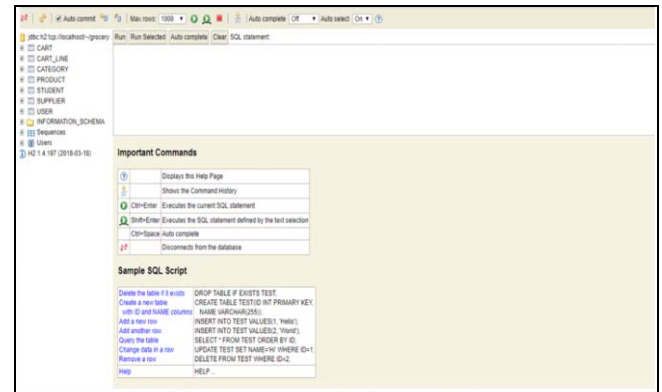 Auto commit Max rows: 1000 Auto complete Off Auto select On
jdbc:h2:tcp://localhost/~/grocery Run Run Selected Auto complete Clear SQL statement:
CART
CART_LINE
CATEGORY
PRODUCT
STUDENT
SUPPLIER
USER
INFORMATION_SCHEMA
Sequences
Users
H2 1.4.197 (2018-03-18)
Important Commands
Displays this Help Page
Shows the Command History
Ctrl+Enter Executes the current SQL statement
Shift+Enter Executes the SQL statement defined by the text selection
Ctrl+Space Auto complete
Disconnects from the database
Sample SQL Script
Delete the table if it exists DROP TABLE IF EXISTS TEST;
Create a new table CREATE TABLE TEST(ID INT PRIMARY KEY,
with ID and NAME columns NAME VARCHAR(255));
Add a new row INSERT INTO TEST VALUES(1, 'Hello');
Add another row INSERT INTO TEST VALUES(2, 'World');
Query the table SELECT * FROM TEST ORDER BY ID;
Change data in a row UPDATE TEST SET NAME='Hi' WHERE ID=1;
Remove a row DELETE FROM TEST WHERE ID=2;
Help HELP ...